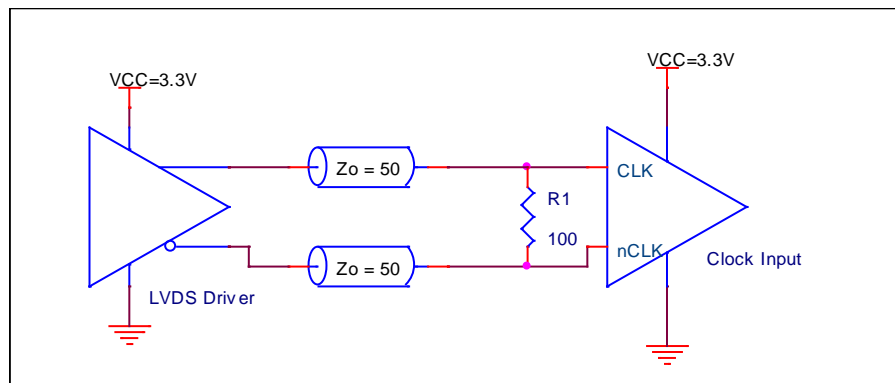 VCC=3.3V
VCC=3.3V
Zo = 50
CLK
R1
100
nCLK
Clock Input
Zo = 50
LVDS Driver